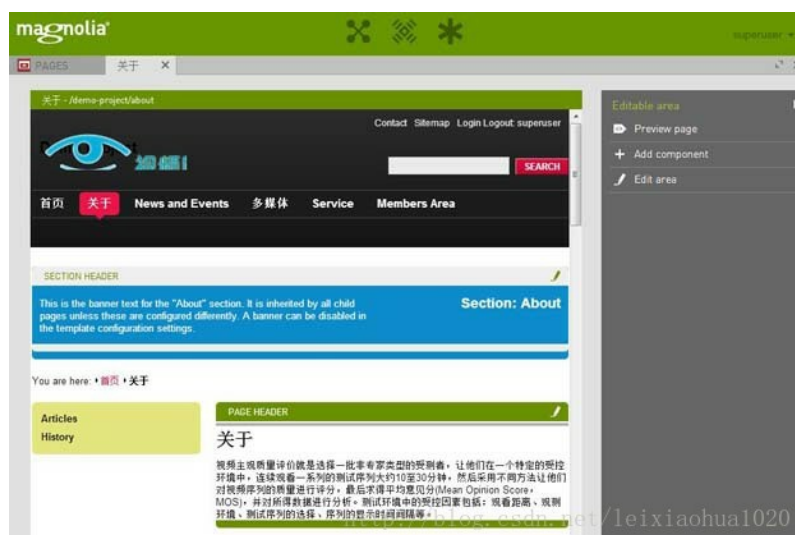 magnolia
superuser
PAGES
关于
关于 - /demo-project/about
Editable area
Contact Sitemap Login Logout: superuser
Preview page
SEARCH
Add component
Edit area
首页 关于 News and Events 多媒体 Service Members Area
SECTION HEADER
This is the banner text for the "About" section. It is inherited by all child
pages unless these are configured differently. A banner can be disabled in
the template configuration settings.
Section: About
You are here: 首页 关于
Articles
History
PAGE HEADER
关于
视频主观质量评价就是选择一批非专家类型的受测者，让他们在一个特定的受控
环境中，连续观看一系列的测试序列大约10至30分钟，然后采用不同方法让他们
对视频序列的质量进行评分，最后求得平均意见分(Mean Opinion Score，
MOS)，并对所得数据进行分析。测试环境中的受控因素包括：观看距离、观测
环境、测试序列的选择、序列的显示时间间隔等。
http://blog.csdn.net/leixiaohua1020